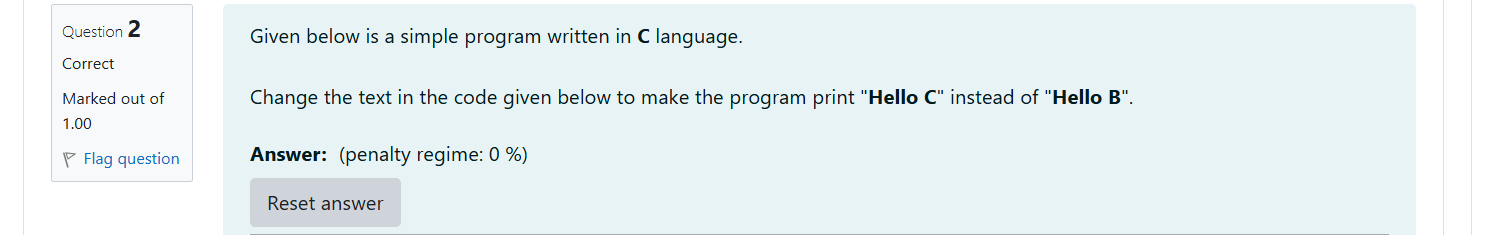 Question 2
Correct
Marked out of
1.00
Flag question
Given below is a simple program written in C language.
Change the text in the code given below to make the program print "Hello C" instead of "Hello B".
Answer: (penalty regime: 0 %)
Reset answer